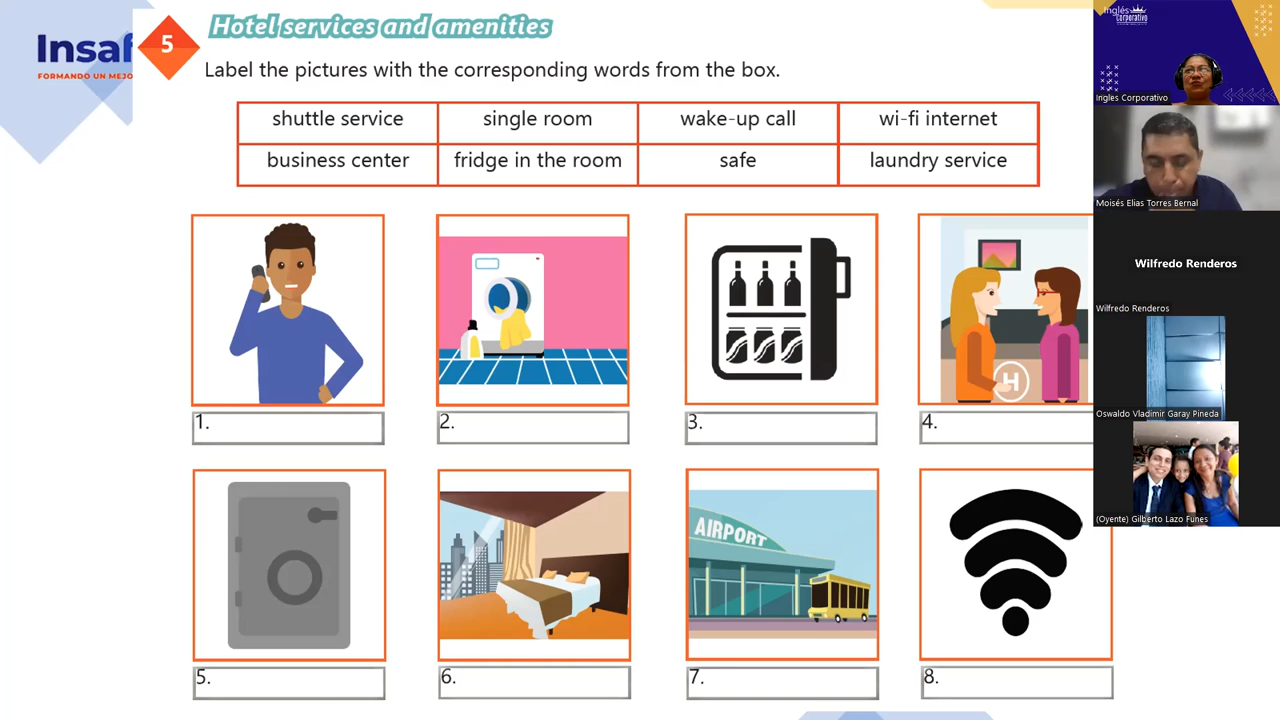 Insaf
FORMANDO UN MEJO
5
Hotel services and amenities
Label the pictures with the corresponding words from the box.
shuttle service single room wake-up call wi-fi internet
business center fridge in the room safe laundry service
H
1. 2. 3. 4.
AIRPORT
5. 6. 7. 8.
Inglés
Corporativo
Ingles Corporativo
Moisés Elias Torres Bernal
Wilfredo Renderos
Wilfredo Renderos
Oswaldo Vladimir Garay Pineda
(Oyente) Gilberto Lazo Funes